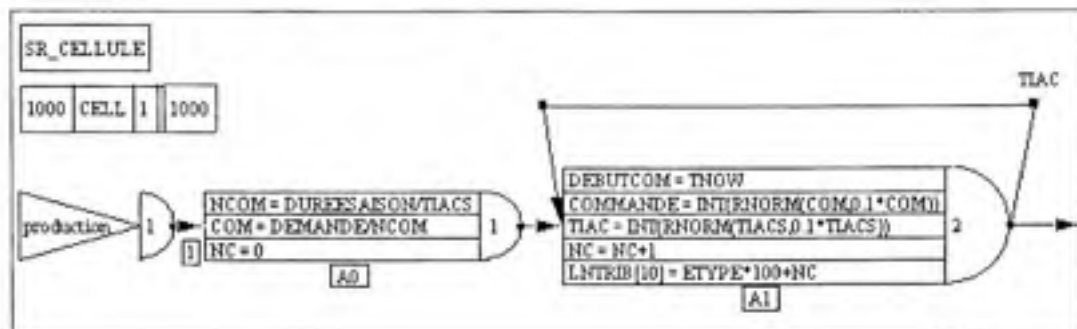 SR_CELLULE
TIAC
1000 CELL 1 1000
production
1
1
NCOM = DUREESAISON/TIACS
COM = DEMANDE/NCOM
NC = 0
1
A0
DEBUTCOM = TNOW
COMMANDE = INT(RNORM(COM,0.1*COM))
TIAC = INT(RNORM(TIACS,0.1*TIACS))
NC = NC+1
LNTRIB[10] = ETYPE*100+NC
2
A1